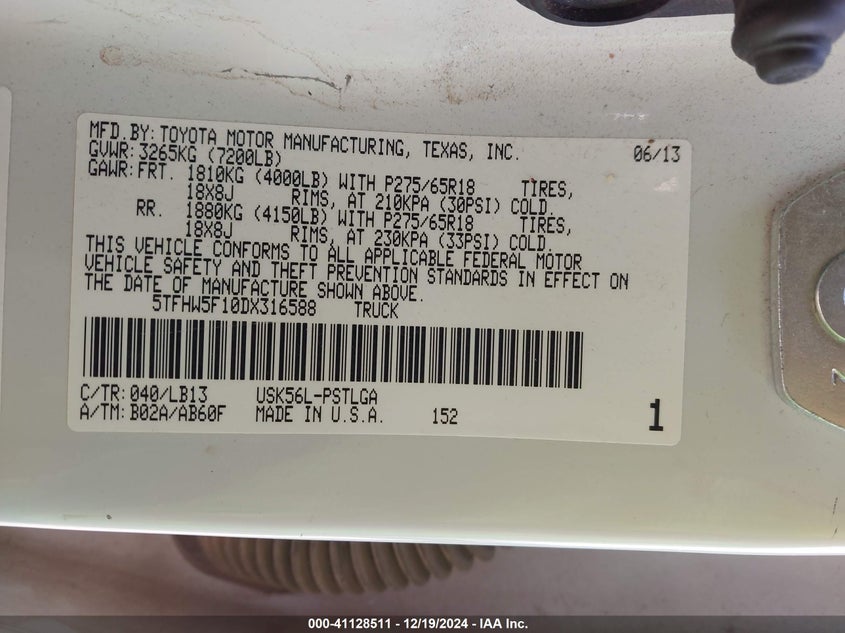 MFD.BY:TOYOTA MOTOR MANUFACTURING, TEXAS, INC. 06/13
GVWR:3265KG (7200LB)
GAWR:FRT. 1810KG (4000LB) WITH P275/65R18 TIRES,
18X8J RIMS, AT 210KPA (30PSI) COLD.
RR. 1880KG (4150LB) WITH P275/65R18 TIRES,
18X8J RIMS, AT 230KPA (33PSI) COLD.
THIS VEHICLE CONFORMS TO ALL APPLICABLE FEDERAL MOTOR
VEHICLE SAFETY AND THEFT PREVENTION STANDARDS IN EFFECT ON
THE DATE OF MANUFACTURE SHOWN ABOVE.
5TFHW5F10DX316588 TRUCK
C/TR:040/LB13 USK56L-PSTLGA
A/TM:B02A/AB60F MADE IN U.S.A. 152 1
000-41128511 - 12/19/2024 - IAA Inc.